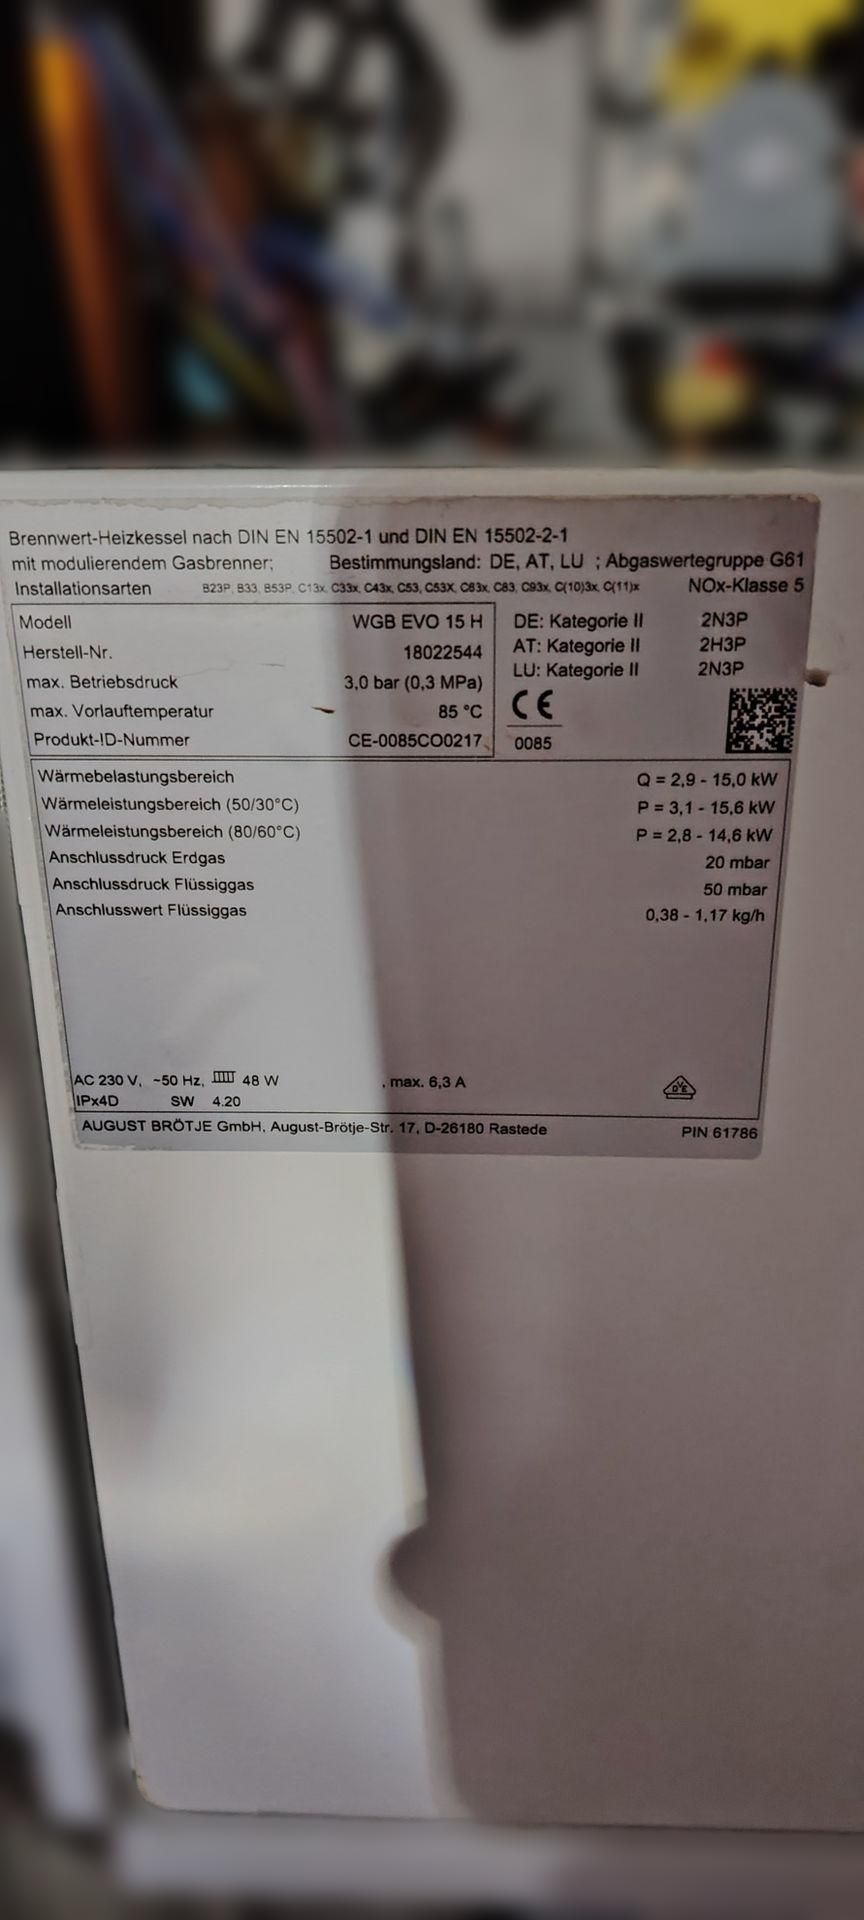 Brennwert-Heizkessel nach DIN EN 15502-1 und DIN EN 15502-2-1
mit modulierendem Gasbrenner; Bestimmungsland: DE, AT, LU ; Abgaswertegruppe G61
Installationsarten B23P, B33, B53P, C13x, C33x, C43x, C53, C53X, C63x, C83, C93x, C(10)3x, C(11)x NOx-Klasse 5
Modell WGB EVO 15 H
Herstell-Nr. 18022544
max. Betriebsdruck 3,0 bar (0,3 MPa)
max. Vorlauftemperatur 85 °C
Produkt-ID-Nummer CE-0085CO0217
DE: Kategorie II 2N3P
AT: Kategorie II 2H3P
LU: Kategorie II 2N3P
CE
0085
Wärmebelastungsbereich Q = 2,9 - 15,0 kW
Wärmeleistungsbereich (50/30°C) P = 3,1 - 15,6 kW
Wärmeleistungsbereich (80/60°C) P = 2,8 - 14,6 kW
Anschlussdruck Erdgas 20 mbar
Anschlussdruck Flüssiggas 50 mbar
Anschlusswert Flüssiggas 0,38 - 1,17 kg/h
AC 230 V, ~50 Hz, 48 W , max. 6,3 A
DVE
IPx4D SW 4.20
AUGUST BRÖTJE GmbH, August-Brötje-Str. 17, D-26180 Rastede PIN 61786